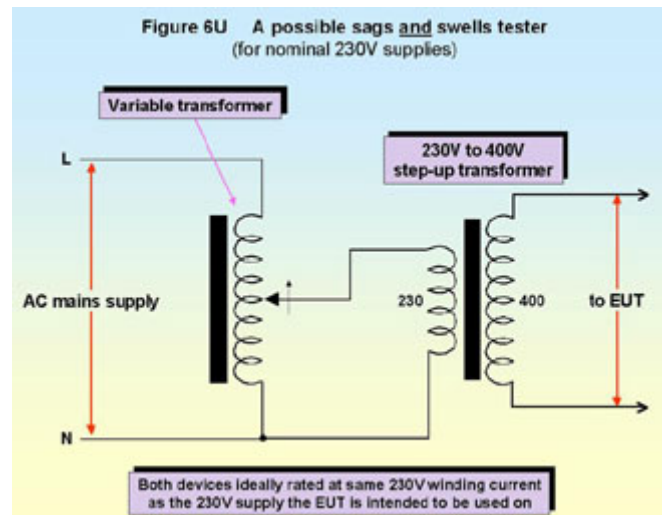 Figure 6U A possible sags and swells tester
(for nominal 230V supplies)
Variable transformer
L
230V to 400V
step-up transformer
AC mains supply
230
400
to EUT
N
Both devices ideally rated at same 230V winding current
as the 230V supply the EUT is intended to be used on